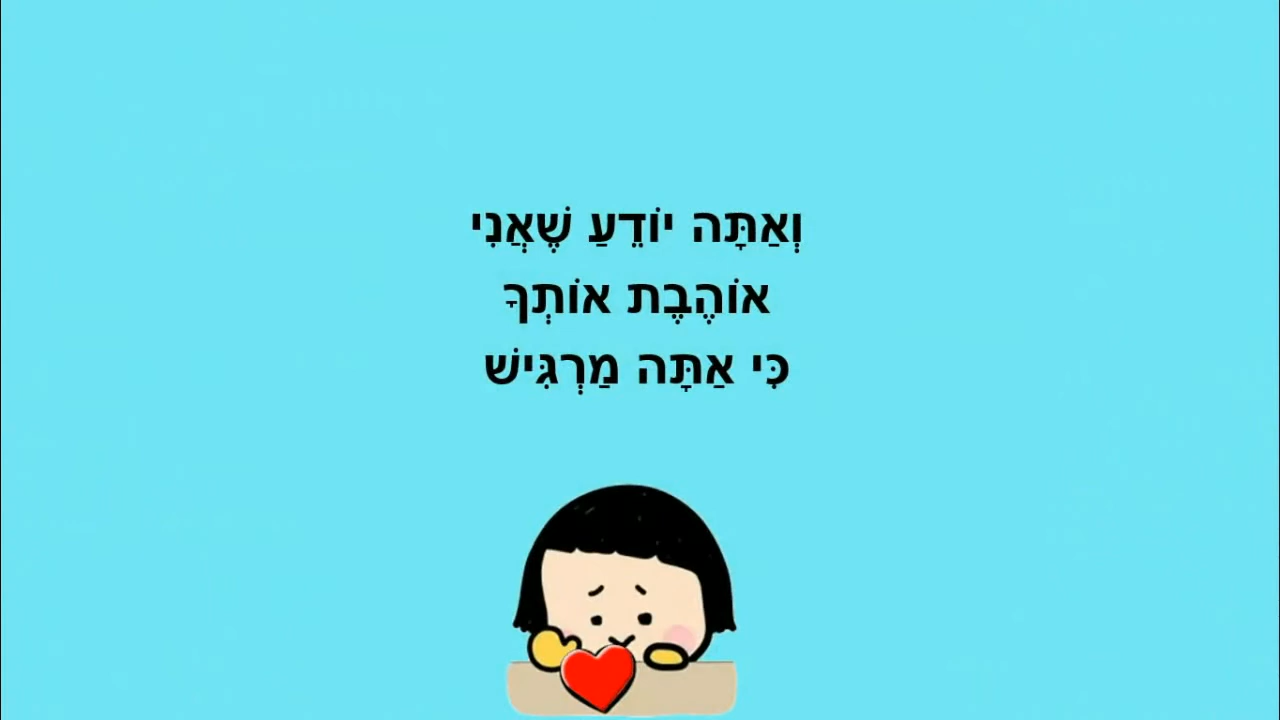 וְאַתָּה יוֹדֵעַ שֶׁאֲנִי
אוֹהֶבֶת אוֹתְךָ
כִּי אַתָּה מַרְגִּישׁ